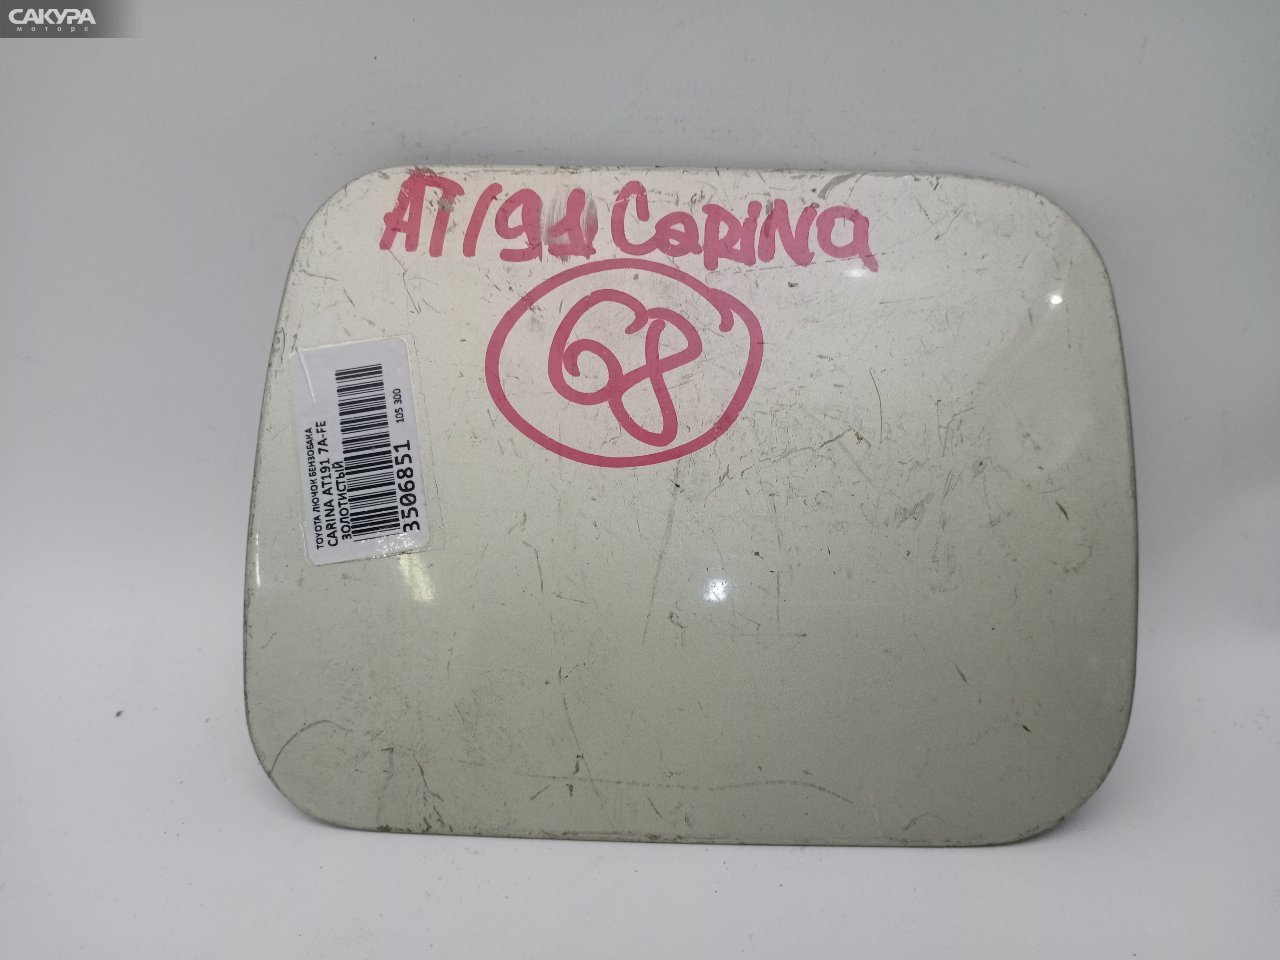 САКУРА
моторс
AT191 CARINA
68
TOYOTA ЛЮЧОК БЕНЗОБАКА
CARINA AT191 7A-FE
ЗОЛОТИСТЫЙ
3506851
105 300